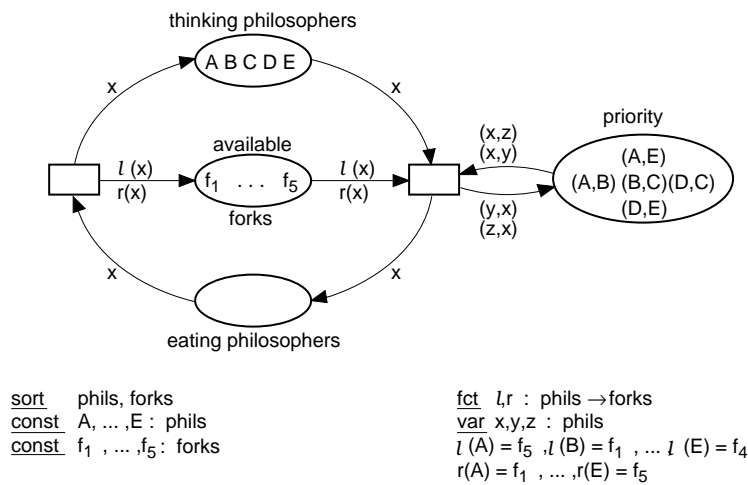 thinking philosophers
A B C D E
x
x
available
priority
(x,z)
(x,y)
(A,E)
l (x)
r(x)
f1 . . . f5
l (x)
r(x)
(A,B) (B,C)(D,C)
(D,E)
forks
(y,x)
(z,x)
x
x
eating philosophers
sort phils, forks
const A, ... ,E : phils
const f1 , ... ,f5 : forks
fct l,r : phils → forks
var x,y,z : phils
l (A) = f5 ,l (B) = f1 , ... l (E) = f4
r(A) = f1 , ... ,r(E) = f5